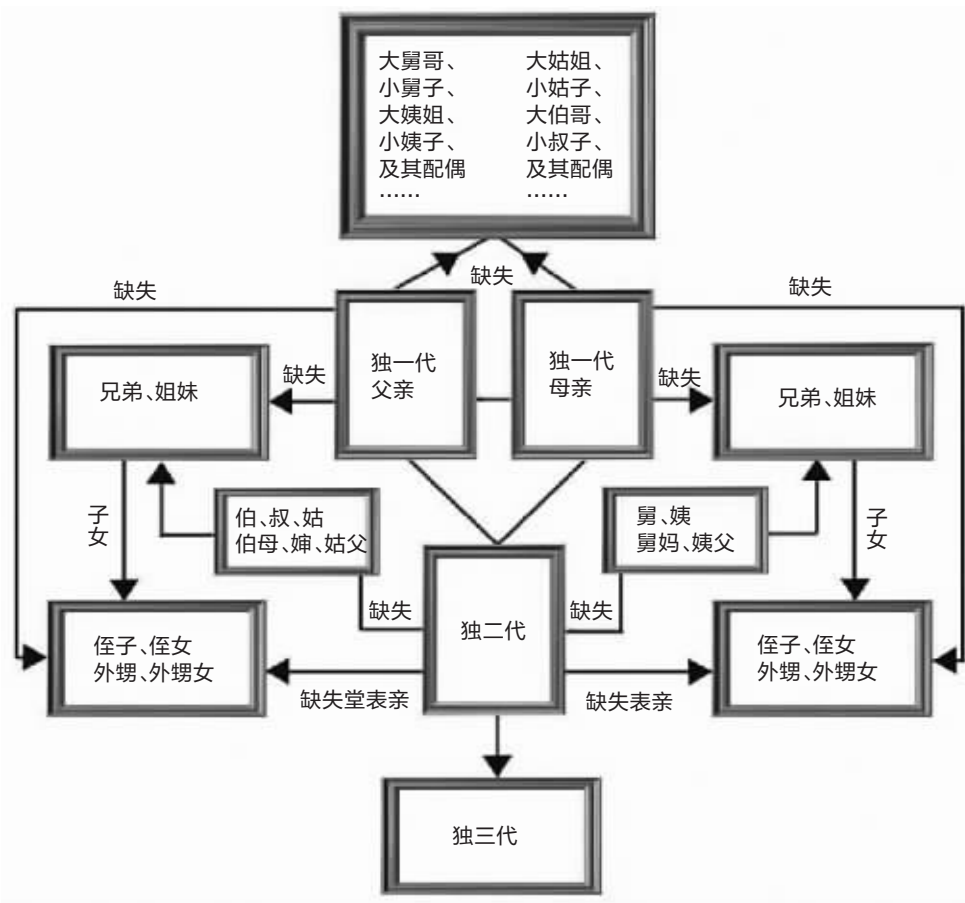 大舅哥、
小舅子、
大姨姐、
小姨子、
及其配偶
……
大姑姐、
小姑子、
大伯哥、
小叔子、
及其配偶
……
缺失
缺失
缺失
独一代
父亲
独一代
母亲
缺失
缺失
兄弟、姐妹
兄弟、姐妹
子女
伯、叔、姑
伯母、婶、姑父
舅、姨
舅妈、姨父
子女
缺失
缺失
独二代
侄子、侄女
外甥、外甥女
侄子、侄女
外甥、外甥女
缺失堂表亲
缺失表亲
独三代